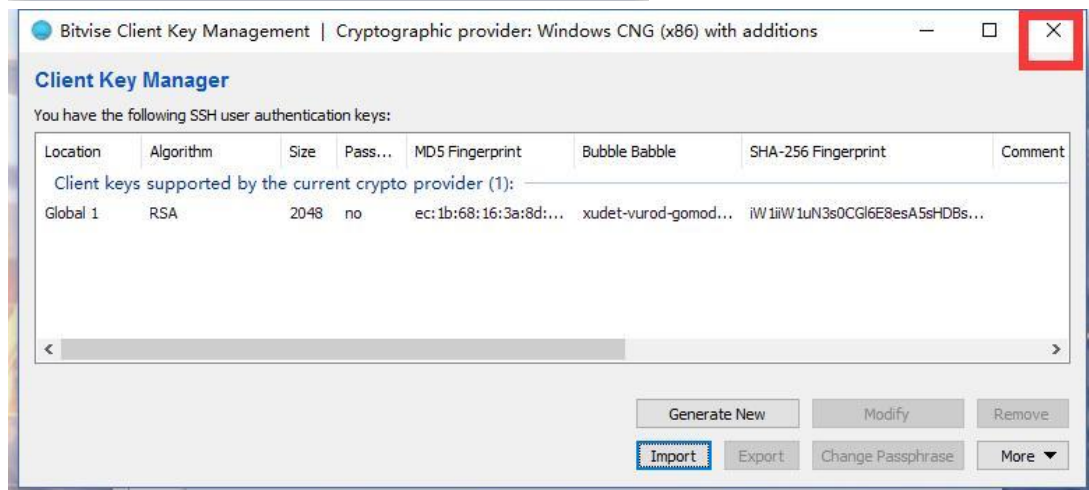 Bitvise Client Key Management | Cryptographic provider: Windows CNG (x86) with additions
Client Key Manager
You have the following SSH user authentication keys:
Location Algorithm Size Pass... MD5 Fingerprint Bubble Babble SHA-256 Fingerprint Comment
Client keys supported by the current crypto provider (1):
Global 1 RSA 2048 no ec:1b:68:16:3a:8d:... xudet-vurod-gomod... iW1iiW1uN3s0CGl6E8esA5sHDBs...
Generate New Modify Remove
Import Export Change Passphrase More